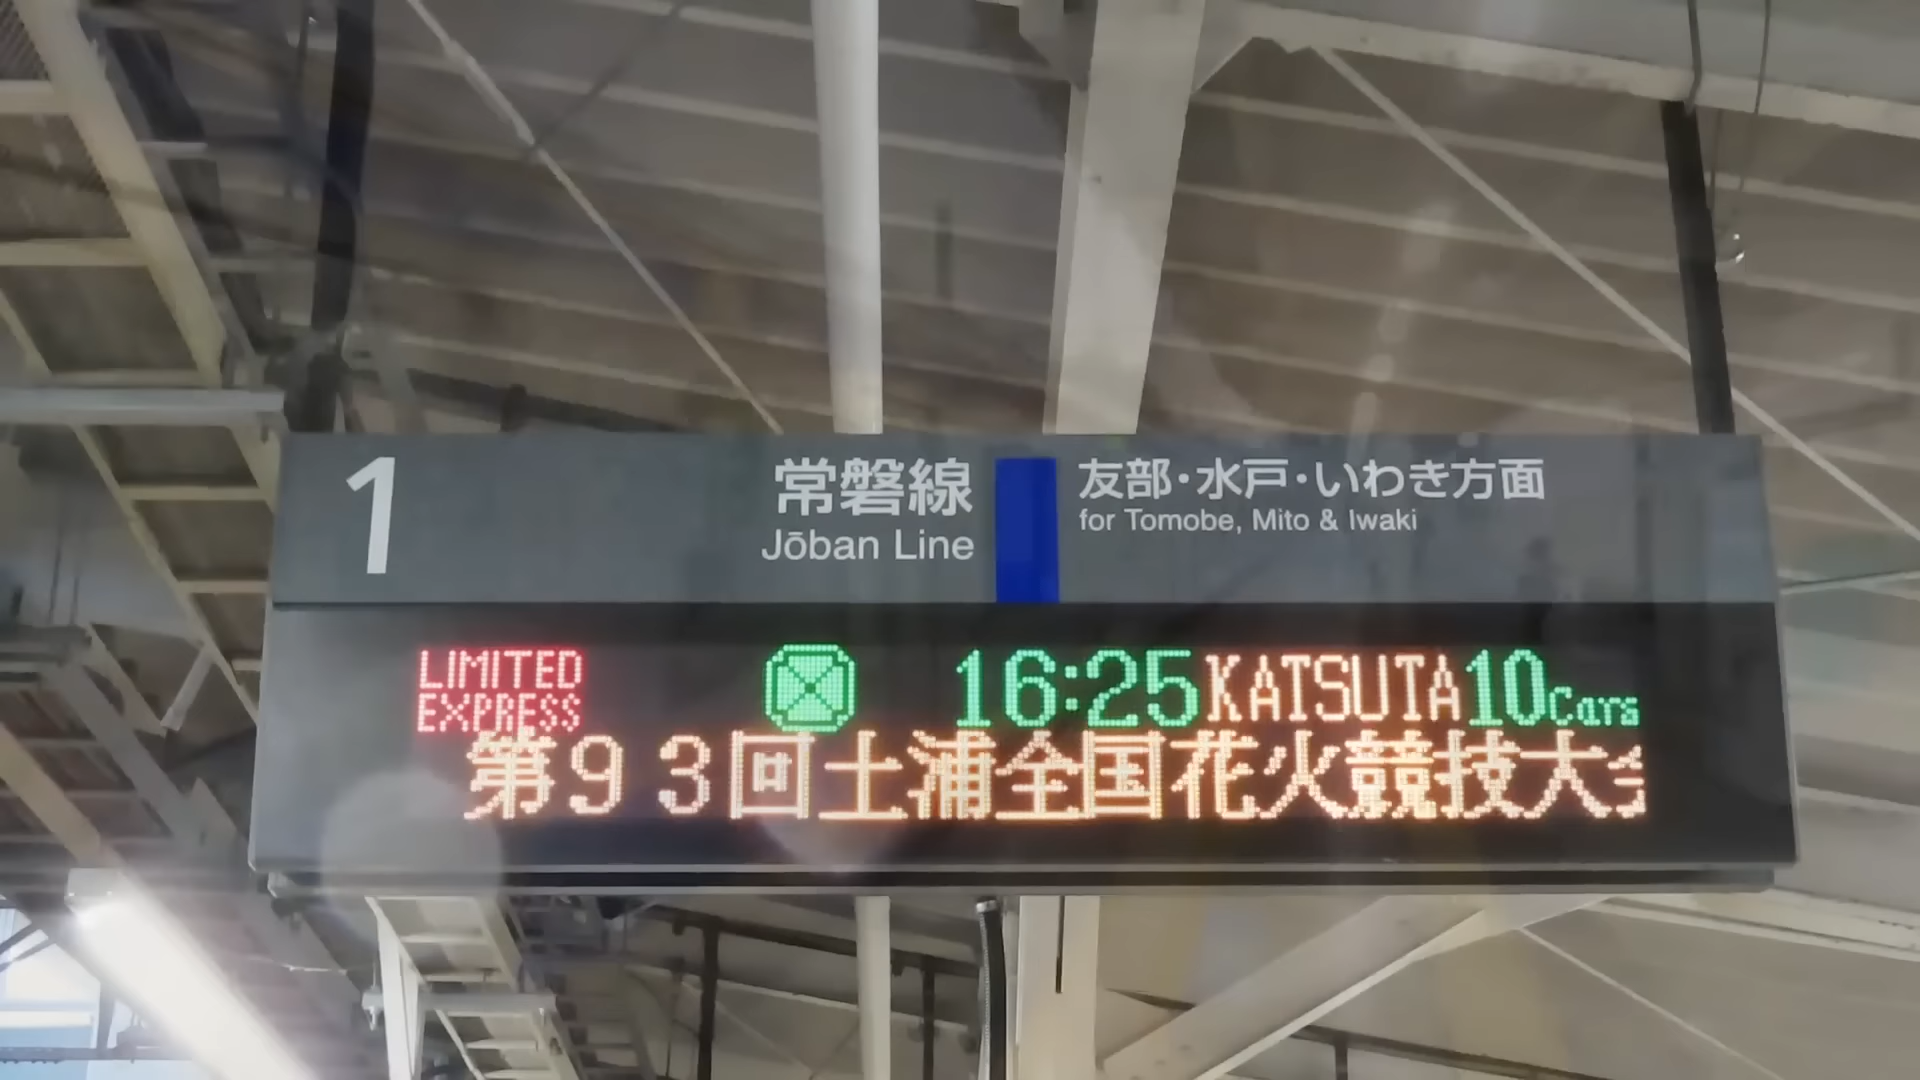 1
常磐線
Jōban Line
友部・水戸・いわき方面
for Tomobe, Mito & Iwaki
LIMITED EXPRESS 16:25 KATSUTA 10 Cars
第93回土浦全国花火競技大